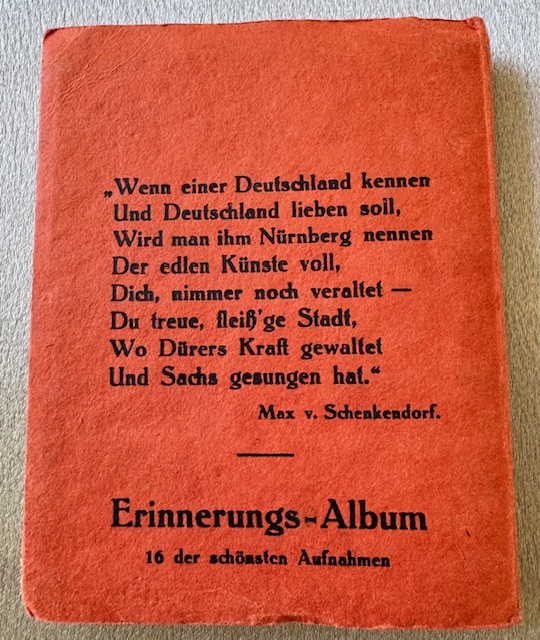 „Wenn einer Deutschland kennen
Und Deutschland lieben soll,
Wird man ihm Nürnberg nennen
Der edlen Künste voll,
Dich, nimmer noch veraltet —
Du treue, fleiß'ge Stadt,
Wo Dürers Kraft gewaltet
Und Sachs gesungen hat.“
Max v. Schenkendorf.
Erinnerungs-Album
16 der schönsten Aufnahmen